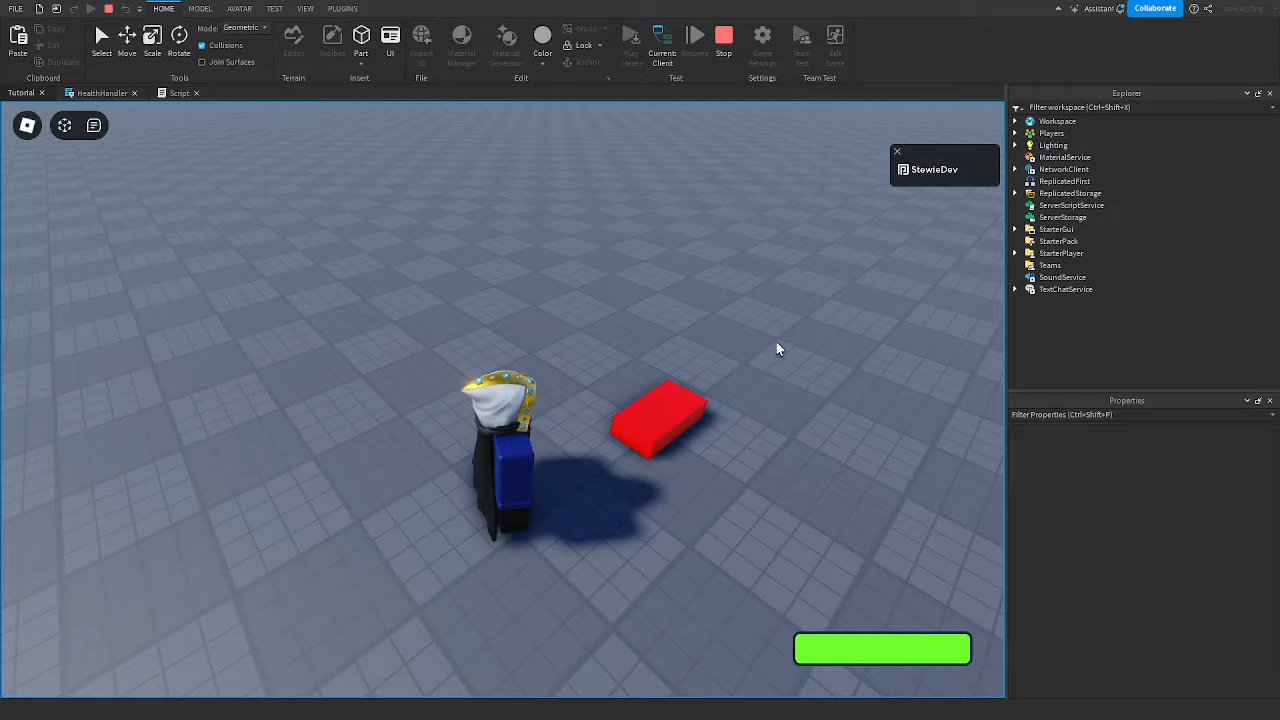 FILE HOME MODEL AVATAR TEST VIEW PLUGINS Assistant Collaborate stewiepfing
Paste Copy Cut Duplicate Clipboard
Select Move Scale Rotate Mode: Geometric Collisions Join Surfaces Tools
Editor Terrain
Toolbox Part UI Insert
Import 3D File
Material Manager Material Generator Color Group Lock Anchor Edit
Play Here Current: Client Resume Stop Test
Game Settings Settings
Team Test Exit Game Team Test
Tutorial HealthHandler Script
StewieDev
Explorer
Filter workspace (Ctrl+Shift+X)
Workspace
Players
Lighting
MaterialService
NetworkClient
ReplicatedFirst
ReplicatedStorage
ServerScriptService
ServerStorage
StarterGui
StarterPack
StarterPlayer
Teams
SoundService
TextChatService
Properties
Filter Properties (Ctrl+Shift+P)